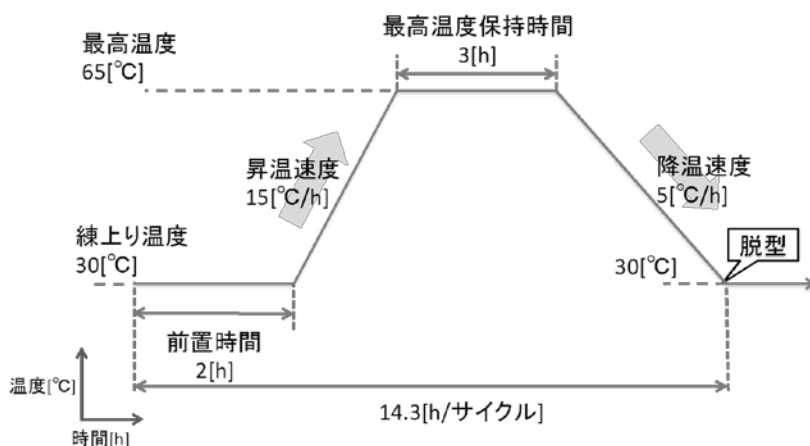 最高温度保持時間
3[h]
最高温度
65[℃]
昇温速度
15[℃/h]
降温速度
5[℃/h]
練上り温度
30[℃]
30[℃]
脱型
前置時間
2[h]
14.3[h/サイクル]
温度[℃]
時間[h]